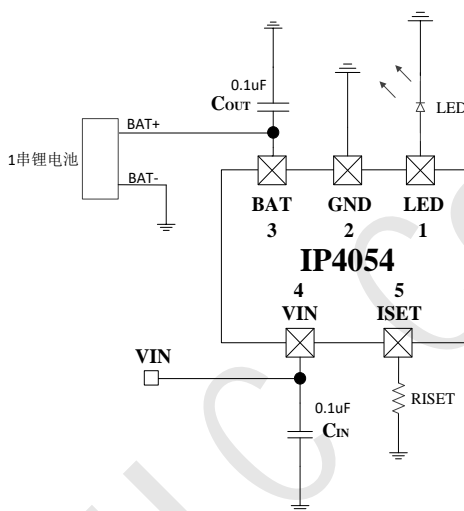 0.1uF
COUT
LED
BAT+
1串锂电池
BAT-
BAT
GND
LED
3
2
1
IP4054
4
5
VIN
ISET
VIN
RISET
0.1uF
CIN